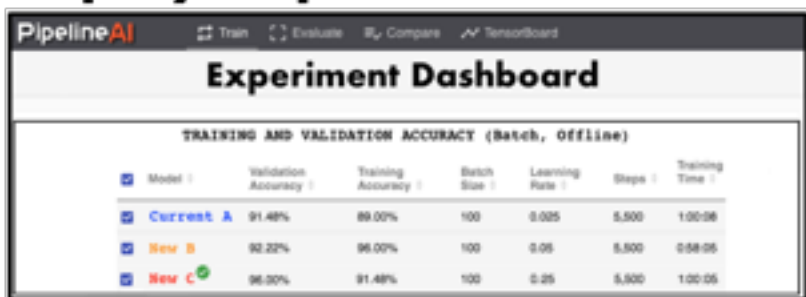 PipelineAI Train Evaluate Compare TensorBoard
Experiment Dashboard
TRAINING AND VALIDATION ACCURACY (Batch, Offline)
Model Validation Accuracy Training Accuracy Batch Size Learning Rate Steps Training Time
Current A 91.48% 89.00% 100 0.025 5,500 1:00:06
New B 92.22% 96.00% 100 0.05 5,500 0:58:05
New C 96.00% 91.48% 100 0.25 5,500 1:00:05